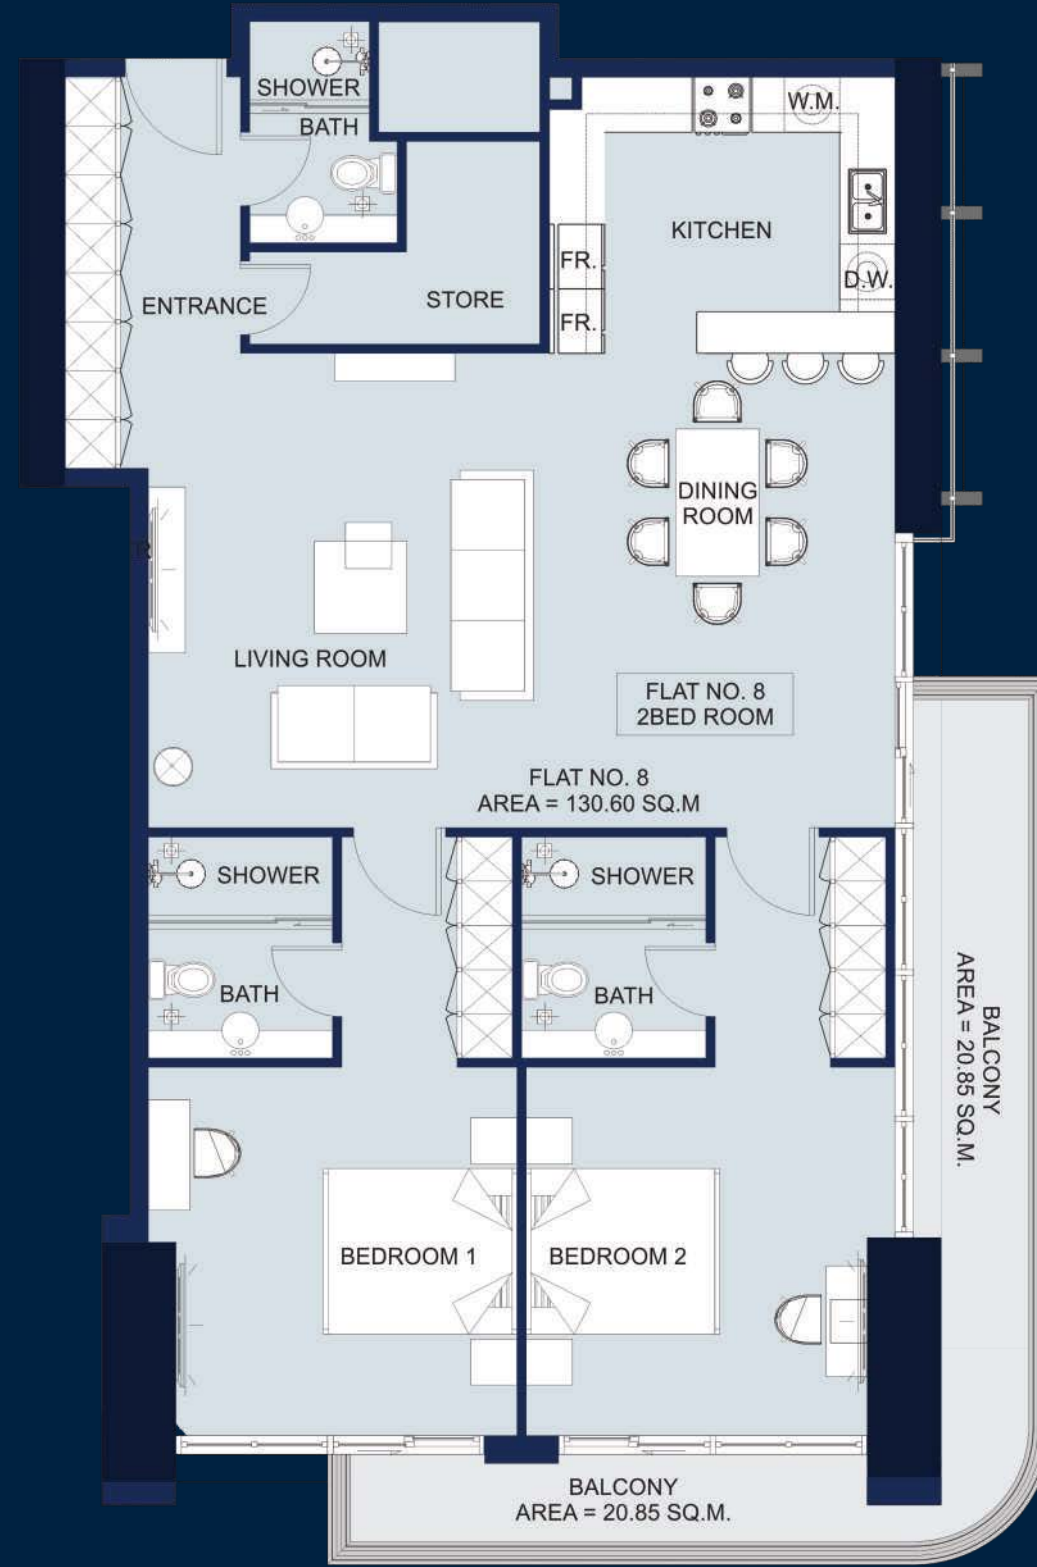 SHOWER
BATH
W.M.
KITCHEN
FR.
D.W.
ENTRANCE
STORE
FR.
DINING
ROOM
LIVING ROOM
FLAT NO. 8
2BED ROOM
FLAT NO. 8
AREA = 130.60 SQ.M
SHOWER
SHOWER
BATH
BATH
BALCONY
AREA = 20.85 SQ.M.
BEDROOM 1
BEDROOM 2
BALCONY
AREA = 20.85 SQ.M.